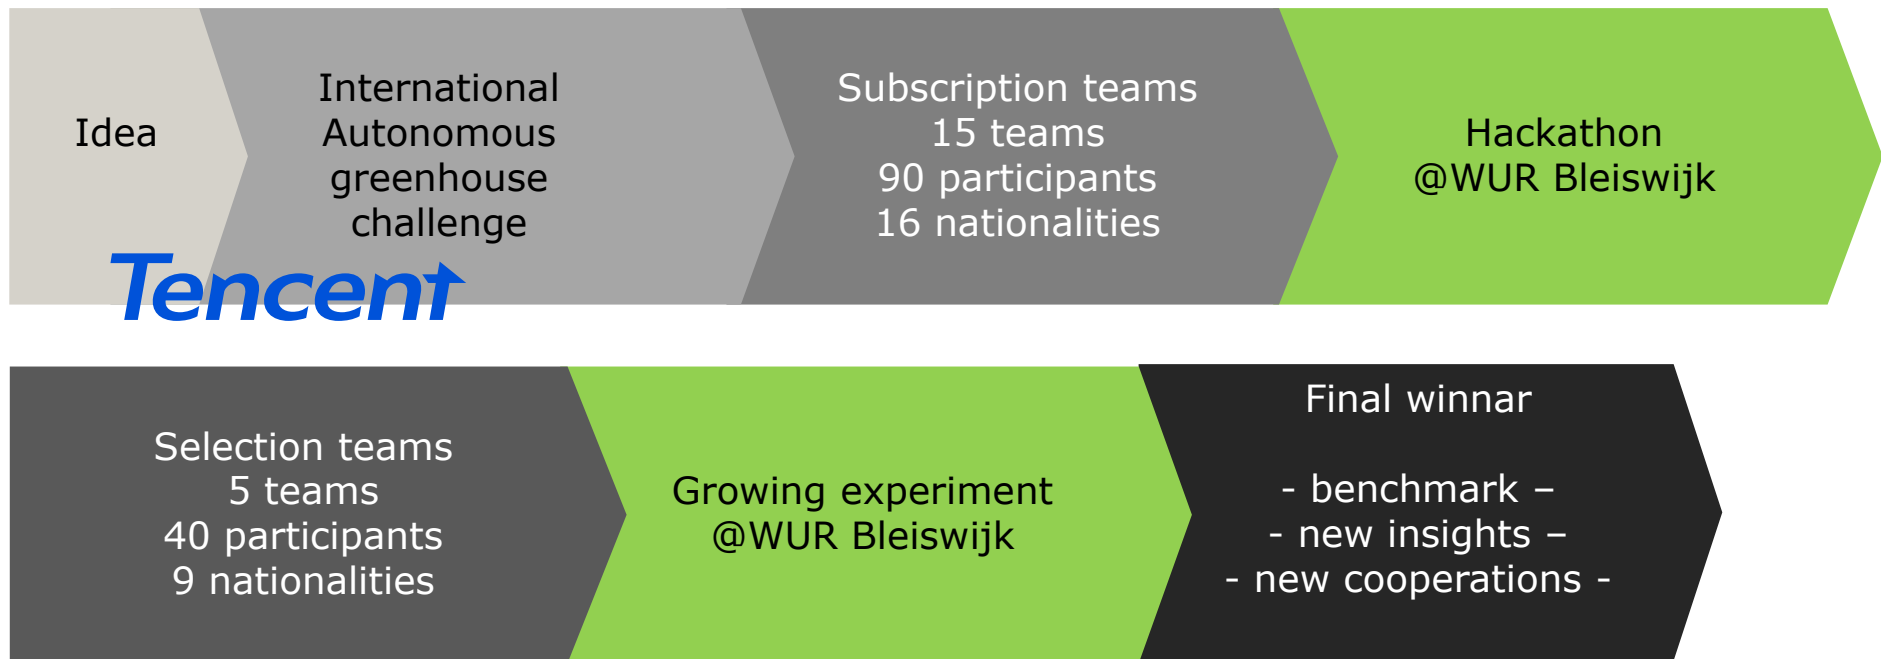 Idea
International
Autonomous
greenhouse
challenge
Tencent
Subscription teams
15 teams
90 participants
16 nationalities
Hackathon
@WUR Bleiswijk
Selection teams
5 teams
40 participants
9 nationalities
Growing experiment
@WUR Bleiswijk
Final winnar
- benchmark –
- new insights –
- new cooperations -